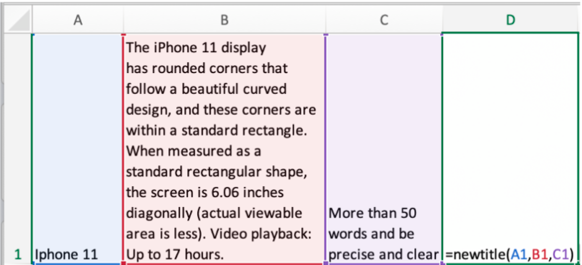 A B C D
The iPhone 11 display
has rounded corners that
follow a beautiful curved
design, and these corners are
within a standard rectangle.
When measured as a
standard rectangular shape,
the screen is 6.06 inches
diagonally (actual viewable
area is less). Video playback:
Up to 17 hours.
More than 50
words and be
precise and clear
1 Iphone 11
=newtitle(A1,B1,C1)